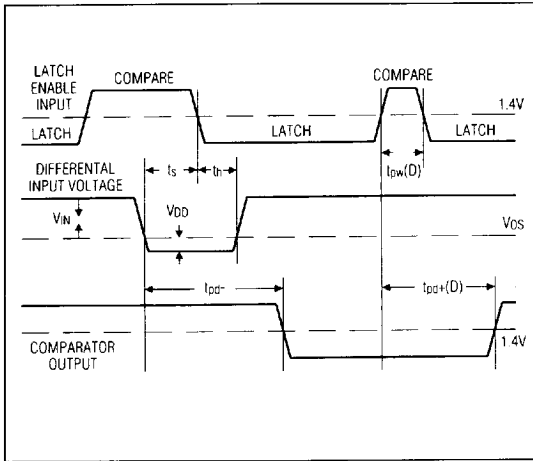 LATCH
ENABLE
INPUT
COMPARE
COMPARE
1.4V
LATCH
LATCH
LATCH
tpw(D)
DIFFERENTIAL
INPUT VOLTAGE
ts
th
VIN
VDD
VOS
tpd-
tpd+(D)
1.4V
COMPARATOR
OUTPUT